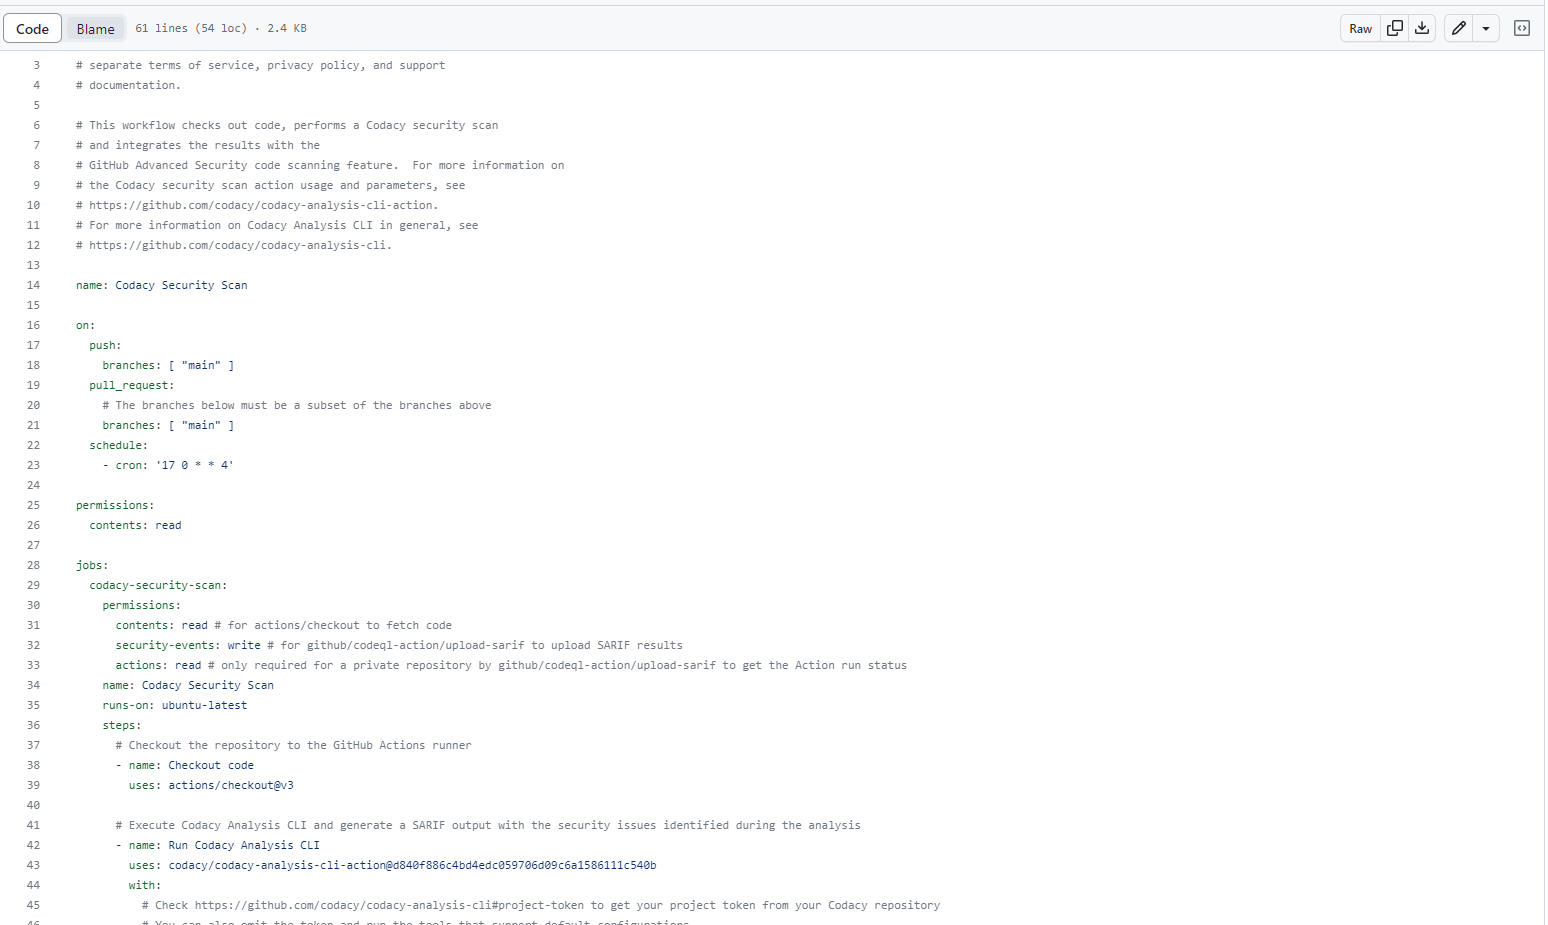 Code Blame 61 lines (54 loc) · 2.4 KB Raw
3 # separate terms of service, privacy policy, and support
4 # documentation.
5
6 # This workflow checks out code, performs a Codacy security scan
7 # and integrates the results with the
8 # GitHub Advanced Security code scanning feature.  For more information on
9 # the Codacy security scan action usage and parameters, see
10 # https://github.com/codacy/codacy-analysis-cli-action.
11 # For more information on Codacy Analysis CLI in general, see
12 # https://github.com/codacy/codacy-analysis-cli.
13
14 name: Codacy Security Scan
15
16 on:
17   push:
18     branches: [ "main" ]
19   pull_request:
20     # The branches below must be a subset of the branches above
21     branches: [ "main" ]
22   schedule:
23     - cron: '17 0 * * 4'
24
25 permissions:
26   contents: read
27
28 jobs:
29   codacy-security-scan:
30     permissions:
31       contents: read # for actions/checkout to fetch code
32       security-events: write # for github/codeql-action/upload-sarif to upload SARIF results
33       actions: read # only required for a private repository by github/codeql-action/upload-sarif to get the Action run status
34     name: Codacy Security Scan
35     runs-on: ubuntu-latest
36     steps:
37       # Checkout the repository to the GitHub Actions runner
38       - name: Checkout code
39         uses: actions/checkout@v3
40
41       # Execute Codacy Analysis CLI and generate a SARIF output with the security issues identified during the analysis
42       - name: Run Codacy Analysis CLI
43         uses: codacy/codacy-analysis-cli-action@d840f886c4bd4edc059706d09c6a1586111c540b
44         with:
45           # Check https://github.com/codacy/codacy-analysis-cli#project-token to get your project token from your Codacy repository
46           # You can also omit the token and run the tools that support default configurations